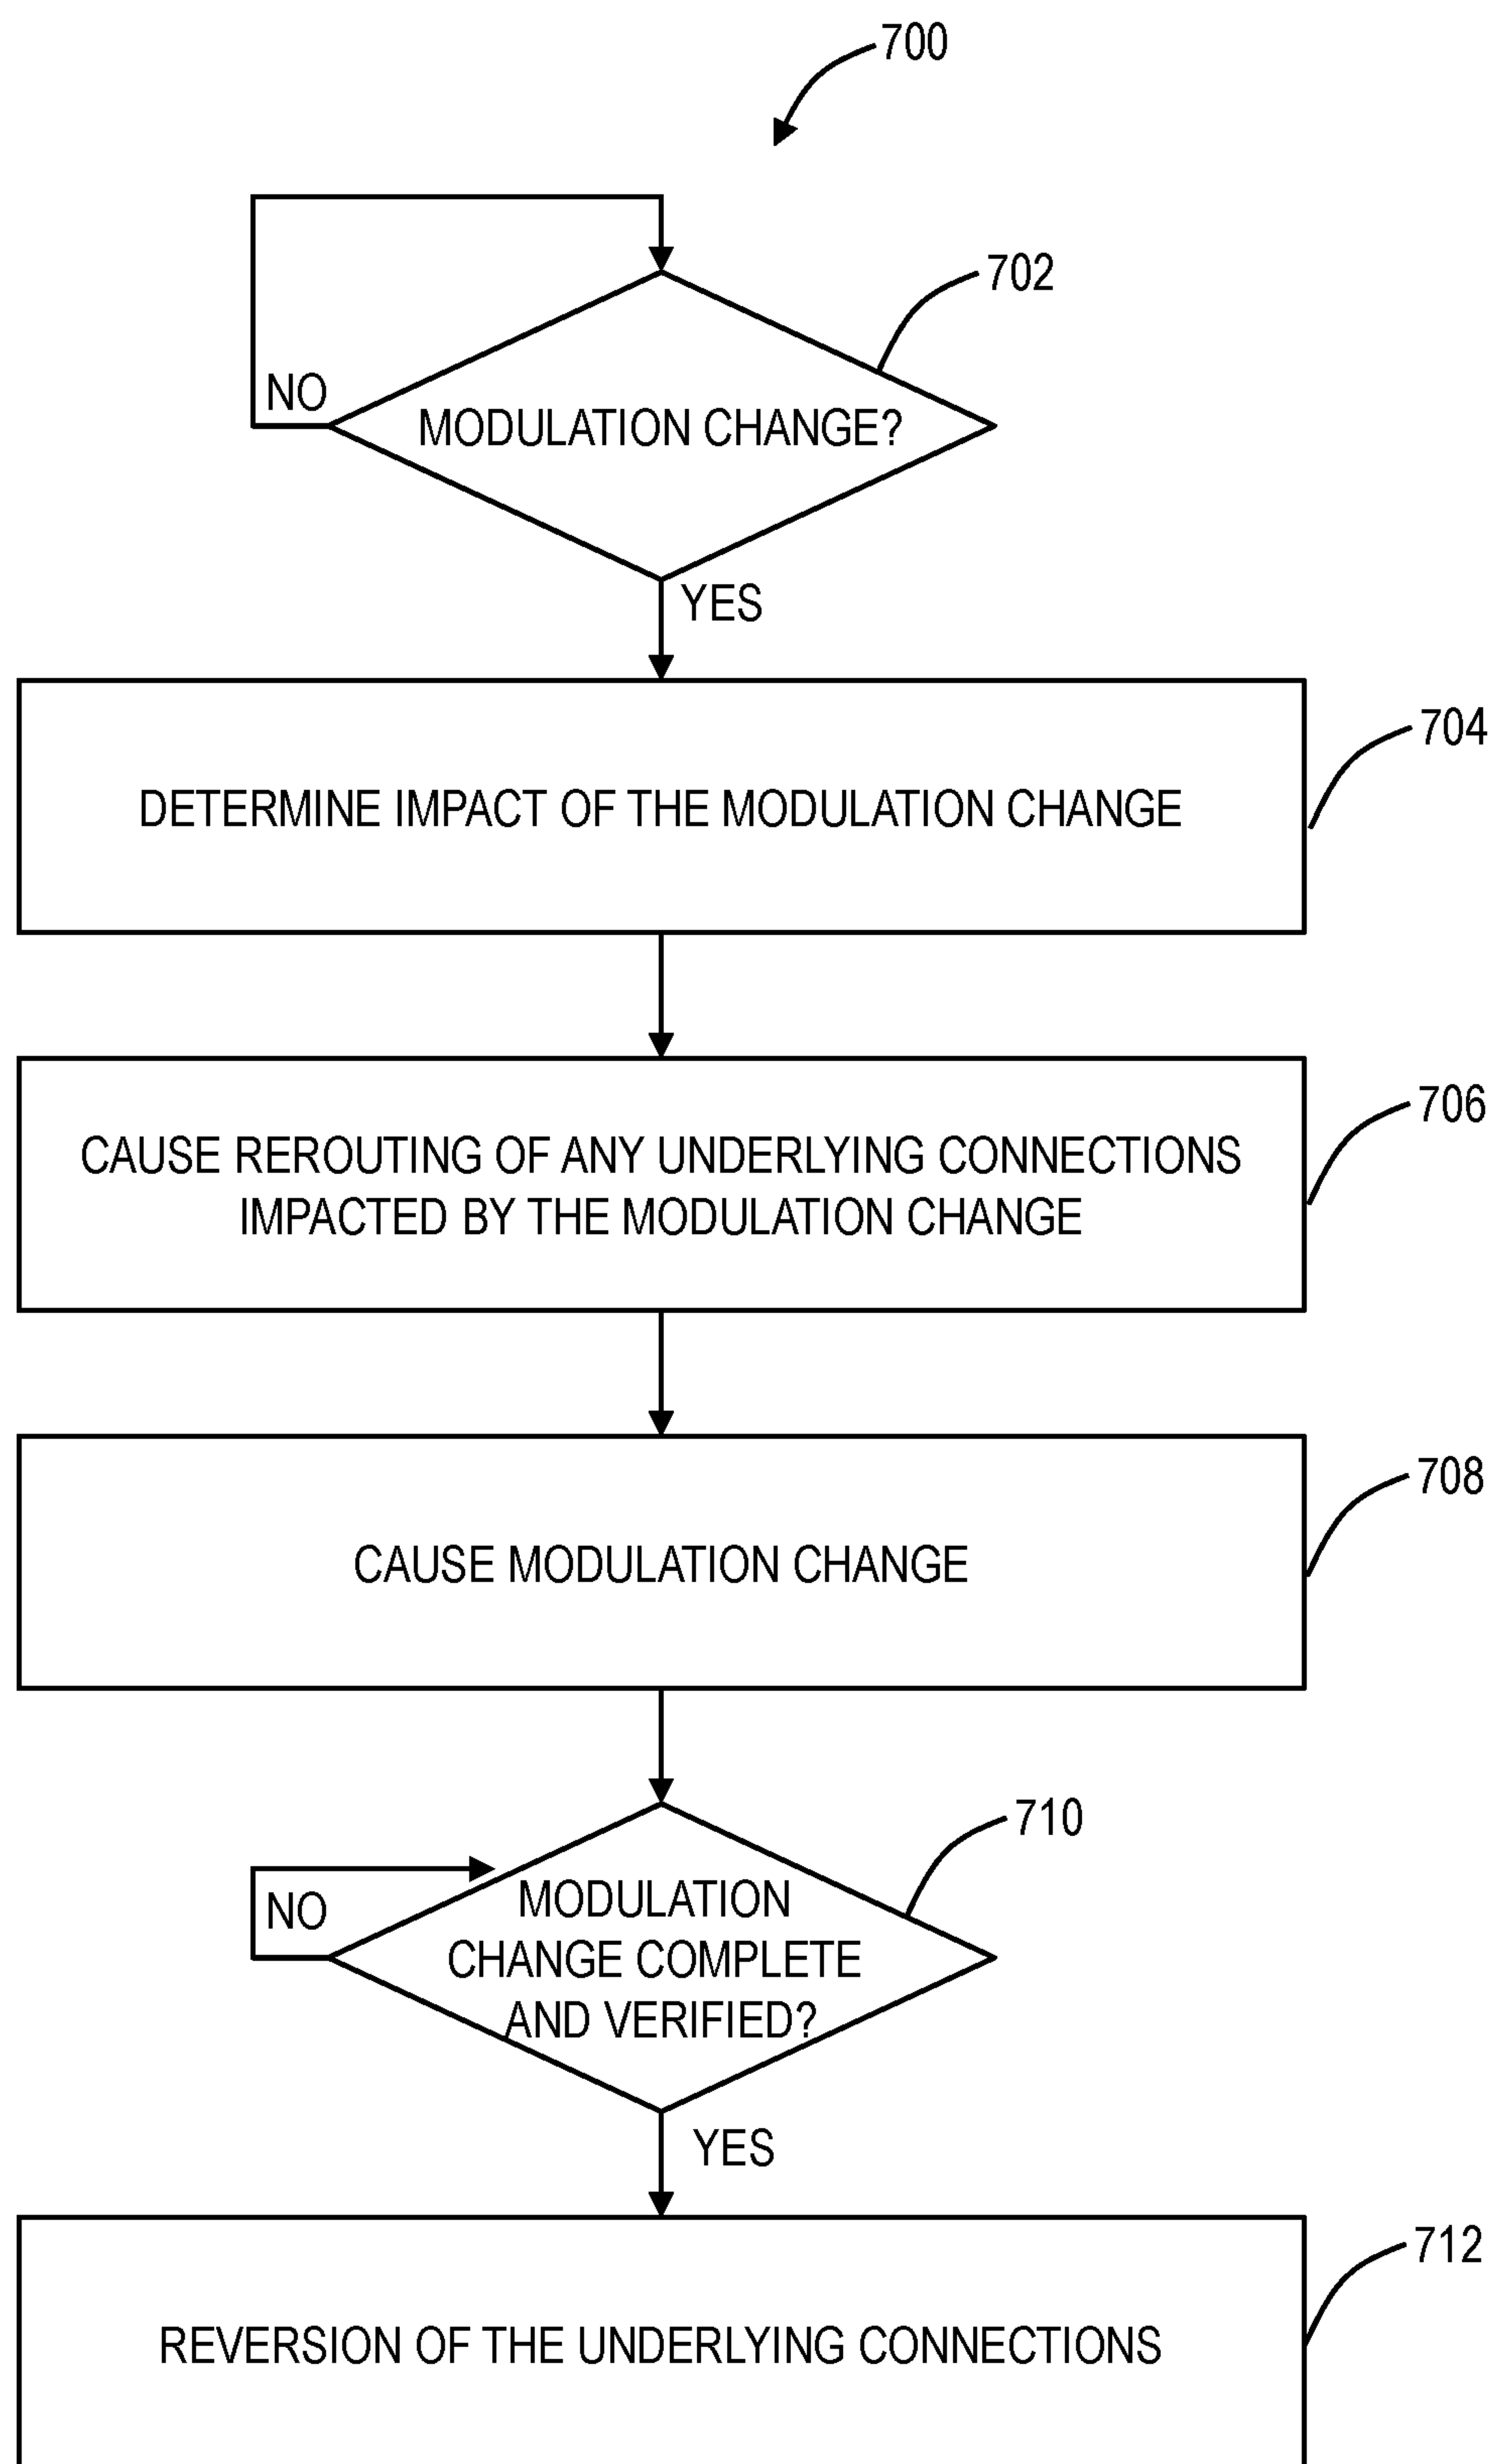 700
702
NO
MODULATION CHANGE?
YES
704
DETERMINE IMPACT OF THE MODULATION CHANGE
706
CAUSE REROUTING OF ANY UNDERLYING CONNECTIONS
IMPACTED BY THE MODULATION CHANGE
708
CAUSE MODULATION CHANGE
710
NO
MODULATION
CHANGE COMPLETE
AND VERIFIED?
YES
712
REVERSION OF THE UNDERLYING CONNECTIONS